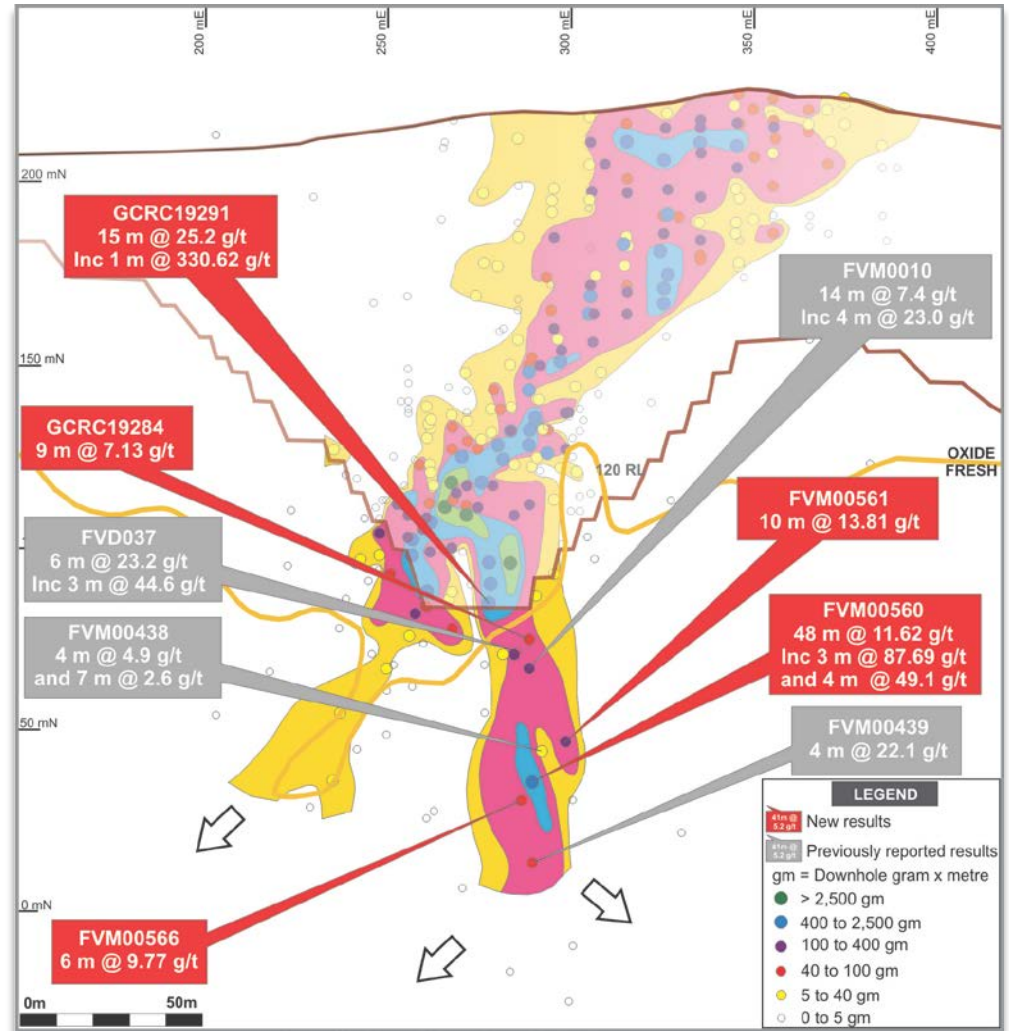 200 mE
250 mE
300 mE
350 mE
400 mE
200 mN
GCRC19291
15 m @ 25.2 g/t
Inc 1 m @ 330.62 g/t
FVM0010
14 m @ 7.4 g/t
Inc 4 m @ 23.0 g/t
150 mN
GCRC19284
9 m @ 7.13 g/t
120 RL
OXIDE
FRESH
FVM00561
10 m @ 13.81 g/t
FVD037
6 m @ 23.2 g/t
Inc 3 m @ 44.6 g/t
FVM00560
48 m @ 11.62 g/t
Inc 3 m @ 87.69 g/t
and 4 m @ 49.1 g/t
FVM00438
4 m @ 4.9 g/t
and 7 m @ 2.6 g/t
50 mN
FVM00439
4 m @ 22.1 g/t
LEGEND
41m @
5.2 g/t
New results
41m @
5.2 g/t
Previously reported results
gm = Downhole gram x metre
> 2,500 gm
400 to 2,500 gm
100 to 400 gm
40 to 100 gm
5 to 40 gm
0 to 5 gm
0 mN
FVM00566
6 m @ 9.77 g/t
0m
50m